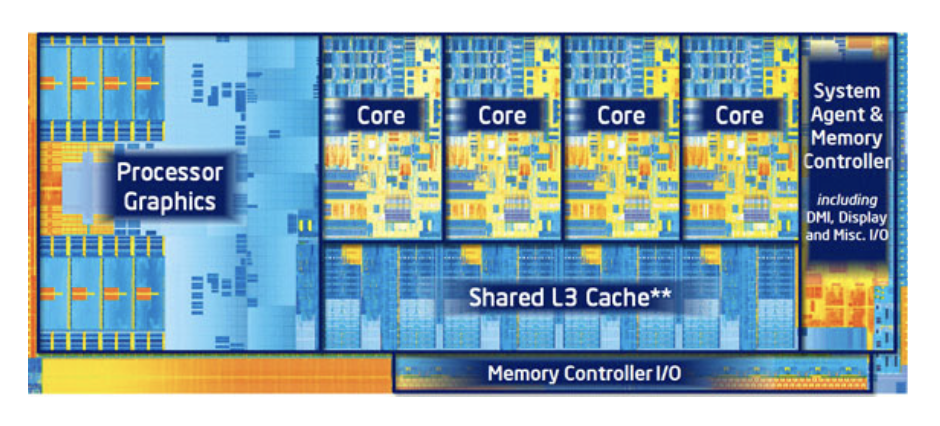 Processor
Graphics
Core
Core
Core
Core
System
Agent &
Memory
Controller
including
DMI, Display
and Misc. I/O
Shared L3 Cache**
Memory Controller I/O